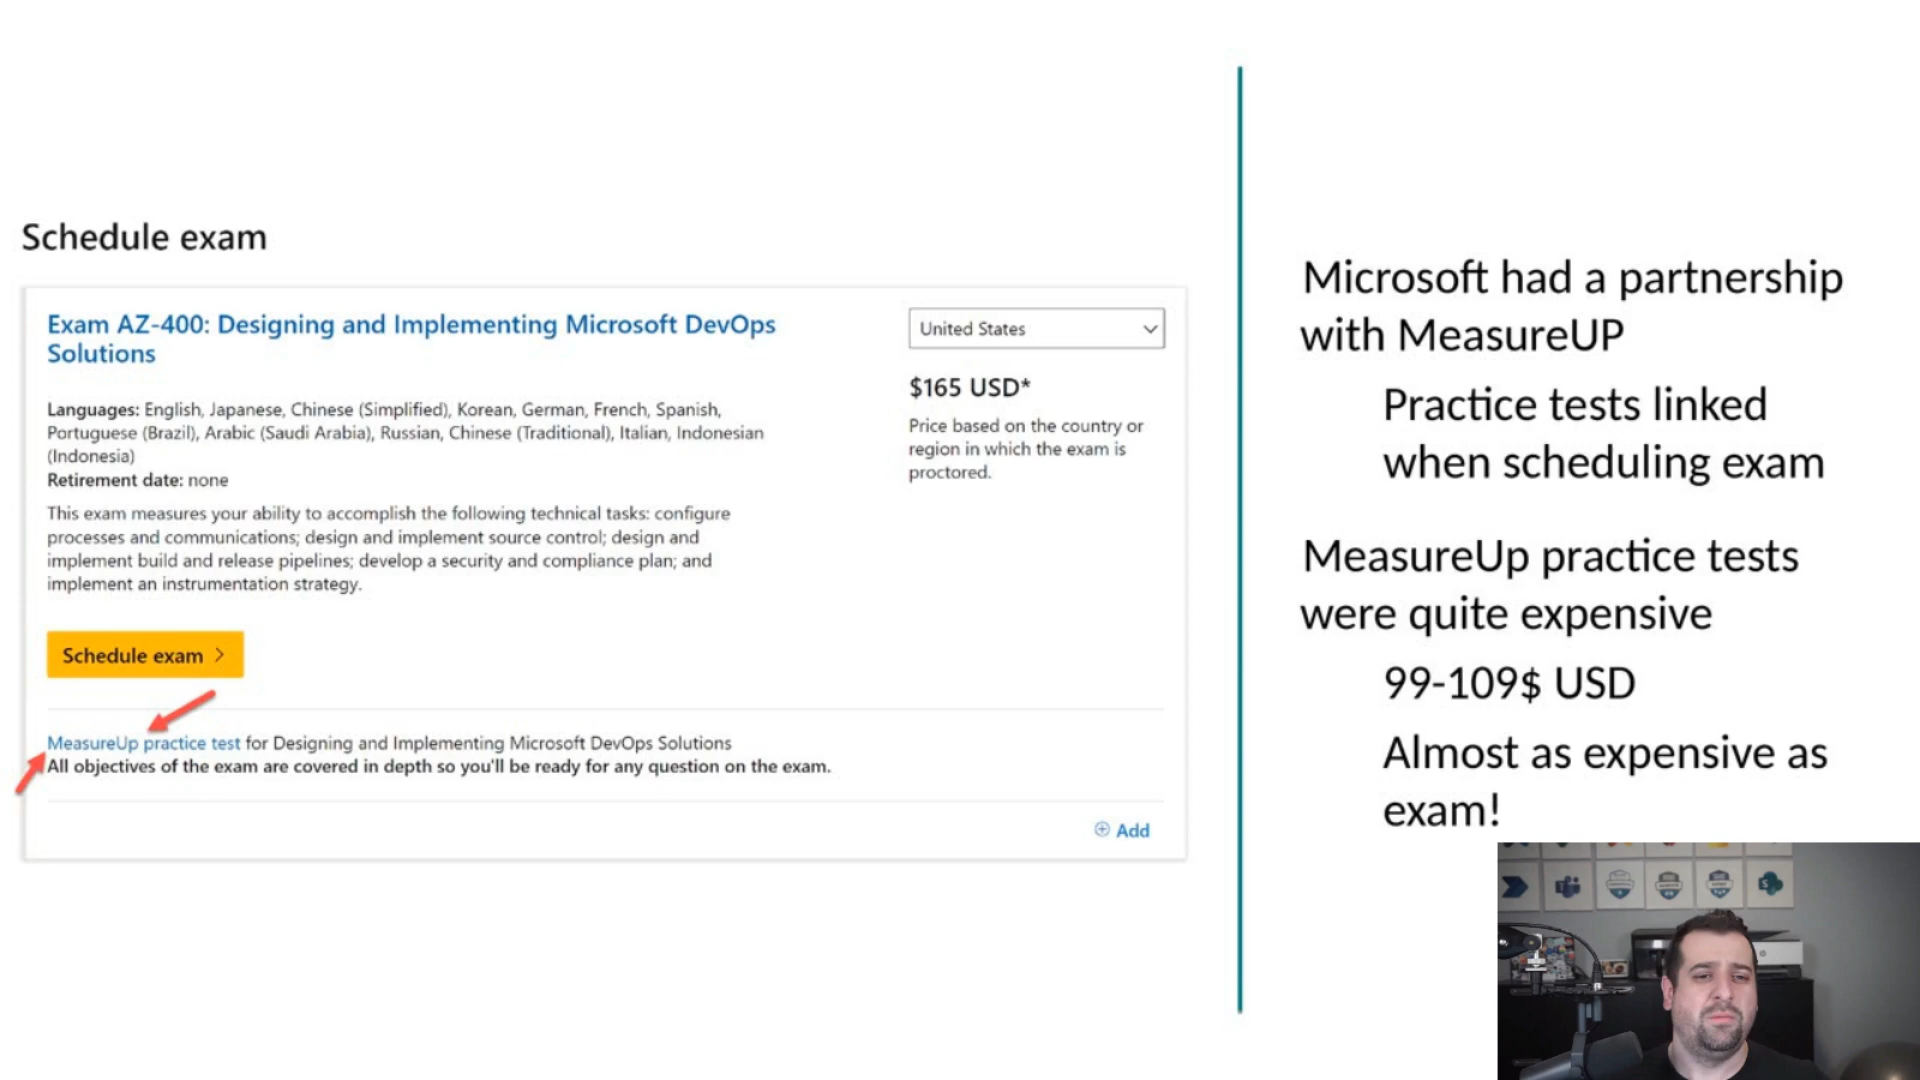 Schedule exam
Exam AZ-400: Designing and Implementing Microsoft DevOps
Solutions
Languages: English, Japanese, Chinese (Simplified), Korean, German, French, Spanish,
Portuguese (Brazil), Arabic (Saudi Arabia), Russian, Chinese (Traditional), Italian, Indonesian
(Indonesia)
Retirement date: none
This exam measures your ability to accomplish the following technical tasks: configure
processes and communications; design and implement source control; design and
implement build and release pipelines; develop a security and compliance plan; and
implement an instrumentation strategy.
United States
$165 USD*
Price based on the country or
region in which the exam is
proctored.
Schedule exam >
MeasureUp practice test for Designing and Implementing Microsoft DevOps Solutions
All objectives of the exam are covered in depth so you'll be ready for any question on the exam.
Add
Microsoft had a partnership
with MeasureUP
Practice tests linked
when scheduling exam
MeasureUp practice tests
were quite expensive
99-109$ USD
Almost as expensive as
exam!